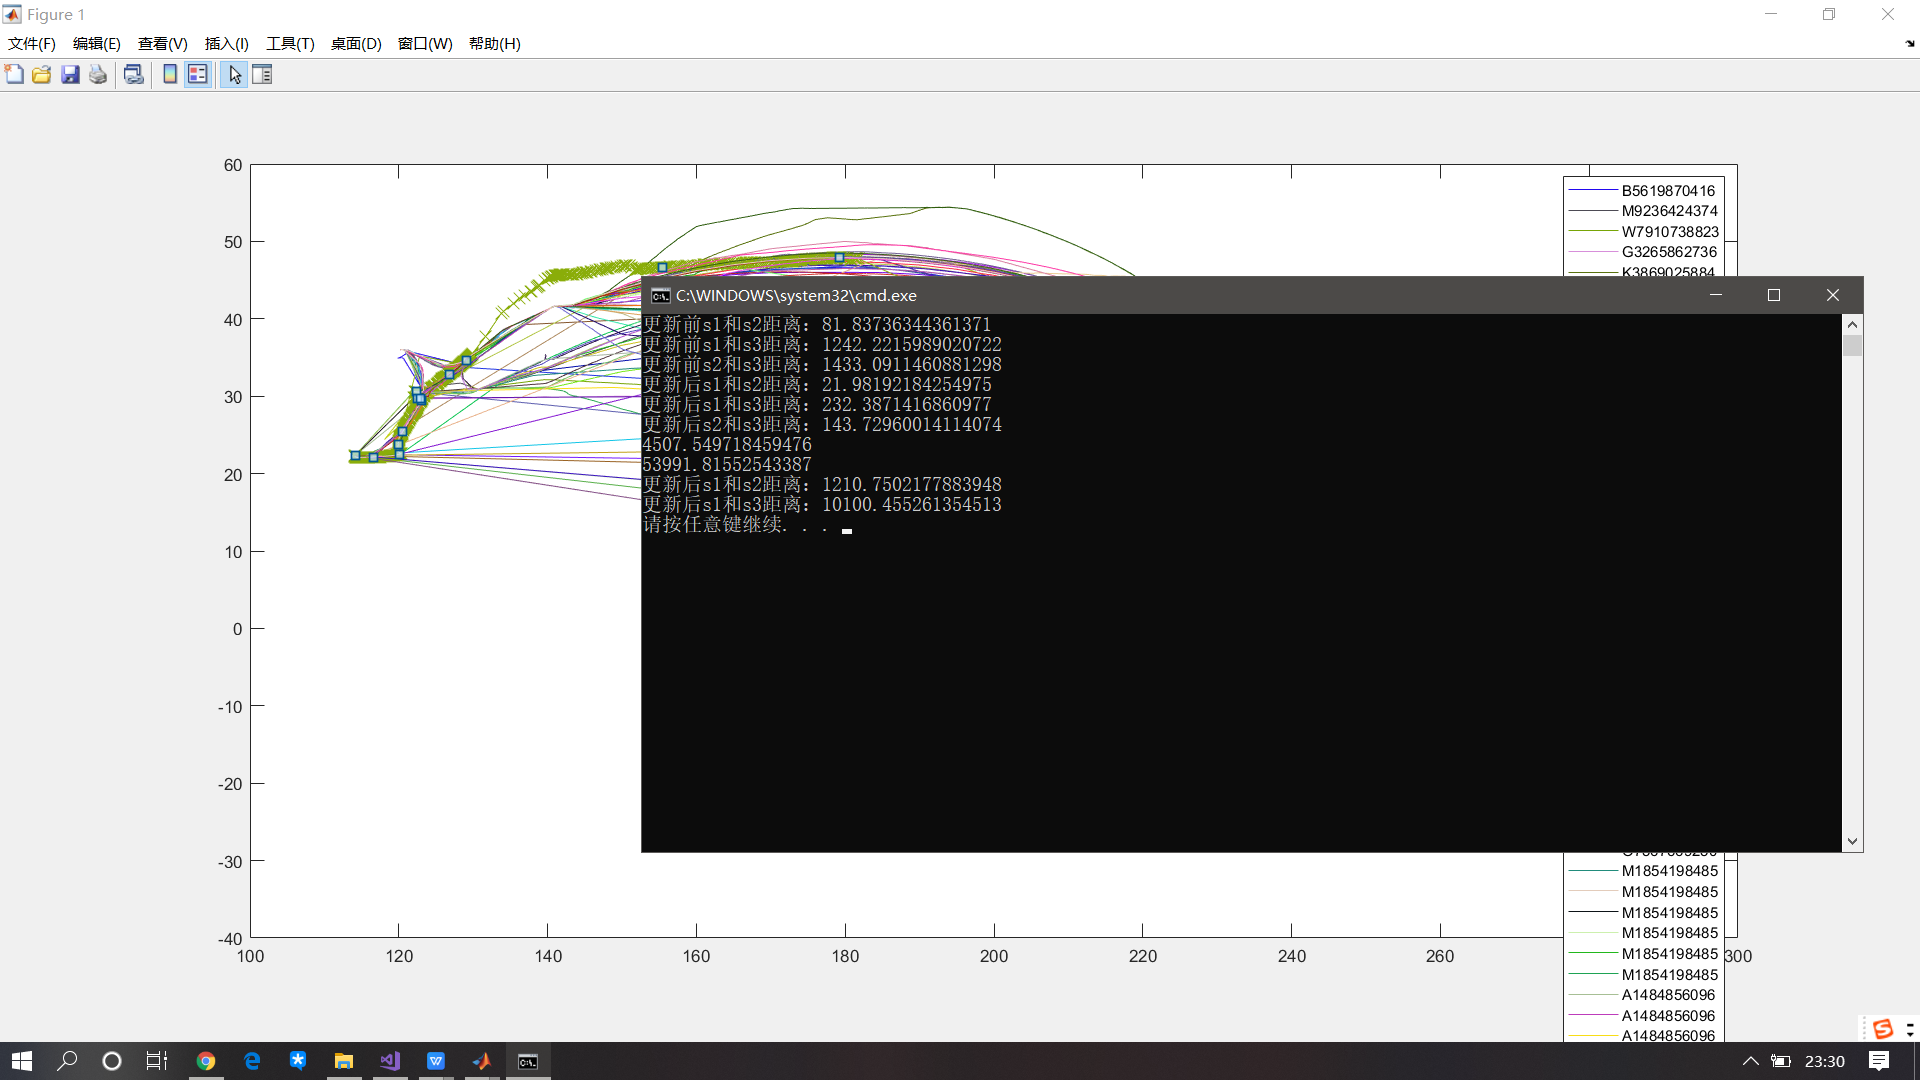 Figure 1
文件(F) 编辑(E) 查看(V) 插入(I) 工具(T) 桌面(D) 窗口(W) 帮助(H)
60
50
40
30
20
10
0
-10
-20
-30
-40
100 120 140 160 180 200 220 240 260 300
B5619870416
M9236424374
W7910738823
G3265862736
K3869025884
C:\WINDOWS\system32\cmd.exe
更新前s1和s2距离：81.83736344361371
更新前s1和s3距离：1242.2215989020722
更新前s2和s3距离：1433.0911460881298
更新后s1和s2距离：21.98192184254975
更新后s1和s3距离：232.3871416860977
更新后s2和s3距离：143.72960014114074
4507.549718459476
53991.81552543387
更新后s1和s2距离：1210.7502177883948
更新后s1和s3距离：10100.455261354513
请按任意键继续. . .
M1854198485
M1854198485
M1854198485
M1854198485
M1854198485
M1854198485
A1484856096
A1484856096
A1484856096
23:30